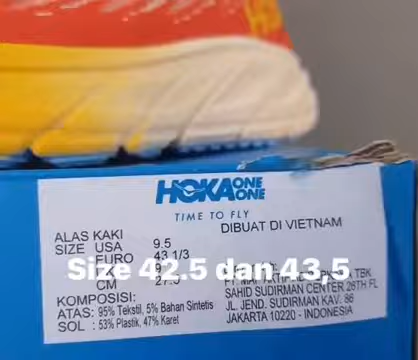 HOKA ONE ONE
TIME TO FLY
DIBUAT DI VIETNAM
ALAS KAKI
SIZE USA 9.5
EURO 43 1/3
Size 42.5 dan 43,5
CM
TBK
SAHID SUDIRMAN CENTER 26TH FL
JL. JEND. SUDIRMAN KAV. 86
JAKARTA 10220 - INDONESIA
KOMPOSISI:
ATAS: 95% Tekstil, 5% Bahan Sintetis
SOL : 53% Plastik, 47% Karet